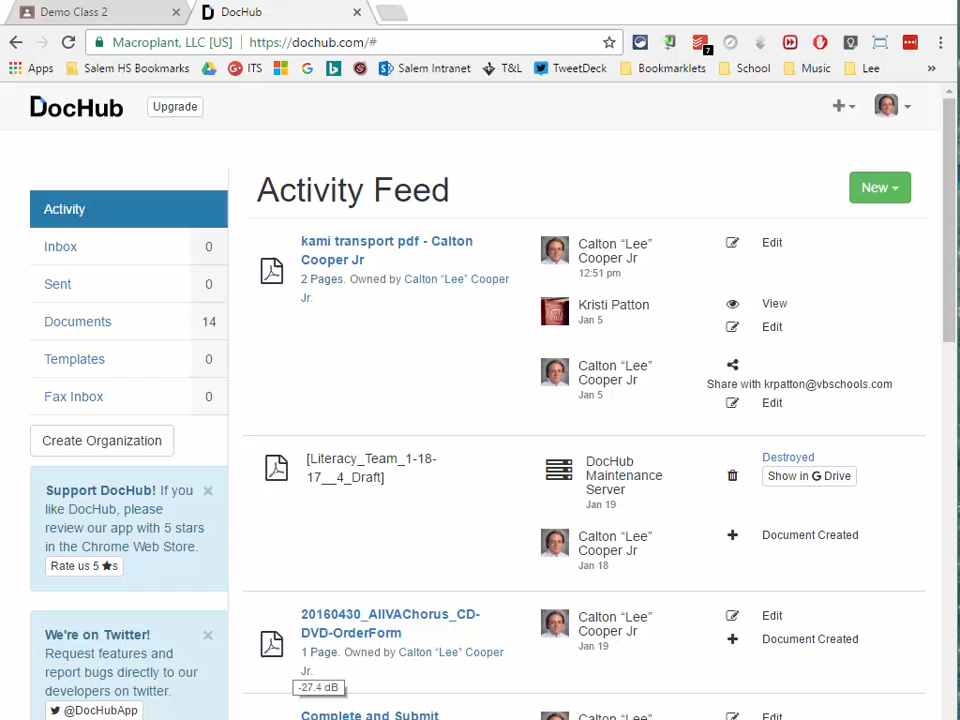 Demo Class 2
DocHub
Macroplant, LLC [US]
https://dochub.com/#
7
Apps
Salem HS Bookmarks
ITS
Salem Intranet
T&L
TweetDeck
Bookmarklets
School
Music
Lee
»
DocHub
Upgrade
Activity Feed
New
Activity
Inbox 0
Sent 0
Documents 14
Templates 0
Fax Inbox 0
Create Organization
Support DocHub! If you
like DocHub, please
review our app with 5 stars
in the Chrome Web Store.
Rate us 5 ★s
We're on Twitter!
Request features and
report bugs directly to our
developers on twitter.
@DocHubApp
kami transport pdf - Calton
Cooper Jr
2 Pages. Owned by Calton “Lee” Cooper
Jr.
Calton “Lee”
Cooper Jr
12:51 pm
Edit
Kristi Patton
Jan 5
View
Edit
Calton “Lee”
Cooper Jr
Jan 5
Share with krpatton@vbschools.com
Edit
[Literacy_Team_1-18-
17__4_Draft]
DocHub
Maintenance
Server
Jan 19
Destroyed
Show in G Drive
Calton “Lee”
Cooper Jr
Jan 18
Document Created
20160430_AllVAChorus_CD-
DVD-OrderForm
1 Page. Owned by Calton “Lee” Cooper
Jr.
-27.4 dB
Calton “Lee”
Cooper Jr
Jan 19
Edit
Document Created
Complete and Submit
Calton “Lee”
Edit